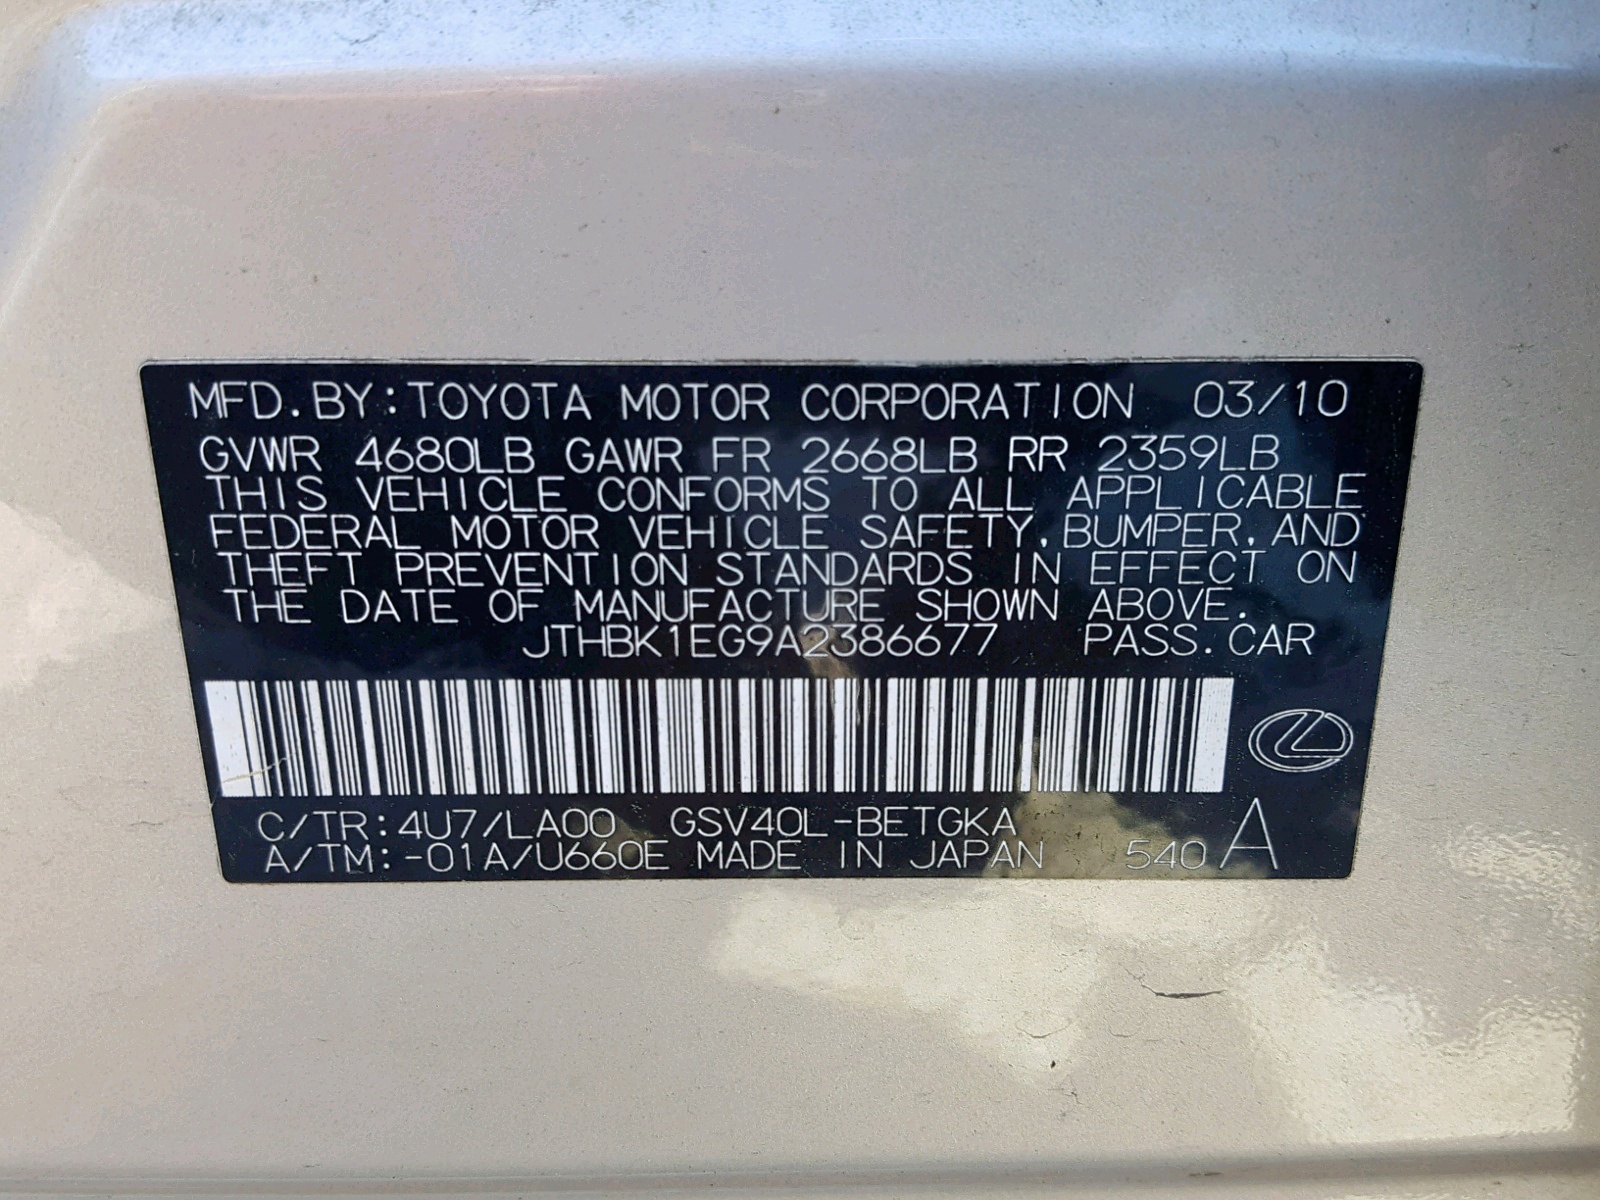 MFD. BY: TOYOTA MOTOR CORPORATION 03/10
GVWR 4680LB GAWR FR 2668LB RR 2359LB
THIS VEHICLE CONFORMS TO ALL APPLICABLE
FEDERAL MOTOR VEHICLE SAFETY, BUMPER, AND
THEFT PREVENTION STANDARDS IN EFFECT ON
THE DATE OF MANUFACTURE SHOWN ABOVE.
JTHBK1EG9A2386677 PASS. CAR
C/TR: 4U7/LA00 GSV40L-BETGKA
A/TM: -01A/U660E MADE IN JAPAN 540 A